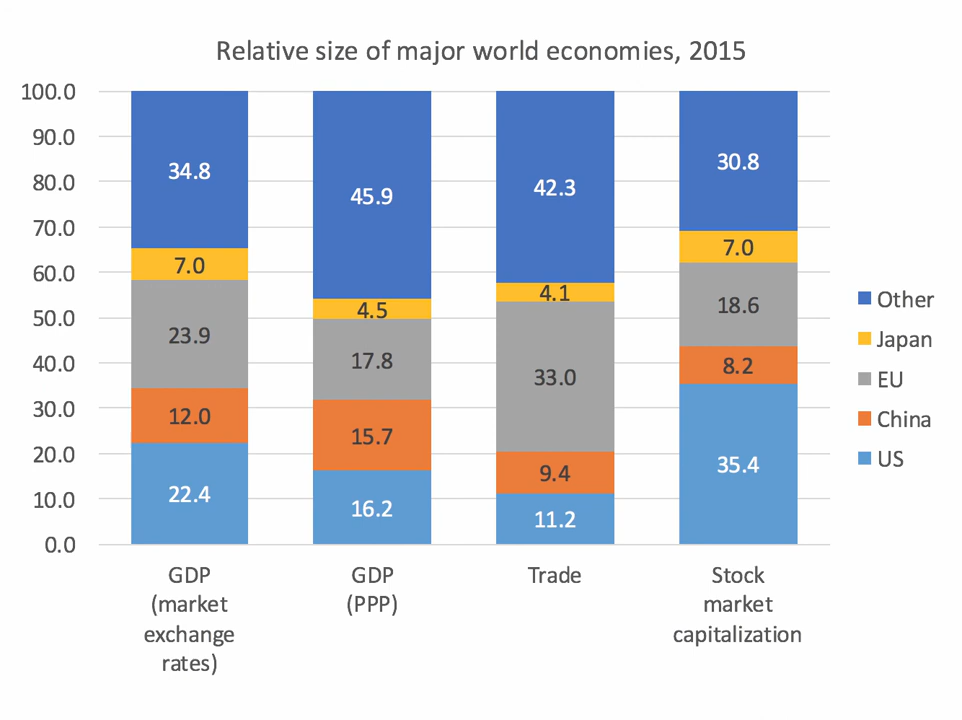 Relative size of major world economies, 2015
100.0
90.0
80.0
70.0
60.0
50.0
40.0
30.0
20.0
10.0
0.0
34.8
7.0
23.9
12.0
22.4
45.9
4.5
17.8
15.7
16.2
42.3
4.1
33.0
9.4
11.2
30.8
7.0
18.6
8.2
35.4
GDP
(market
exchange
rates)
GDP
(PPP)
Trade
Stock
market
capitalization
Other
Japan
EU
China
US